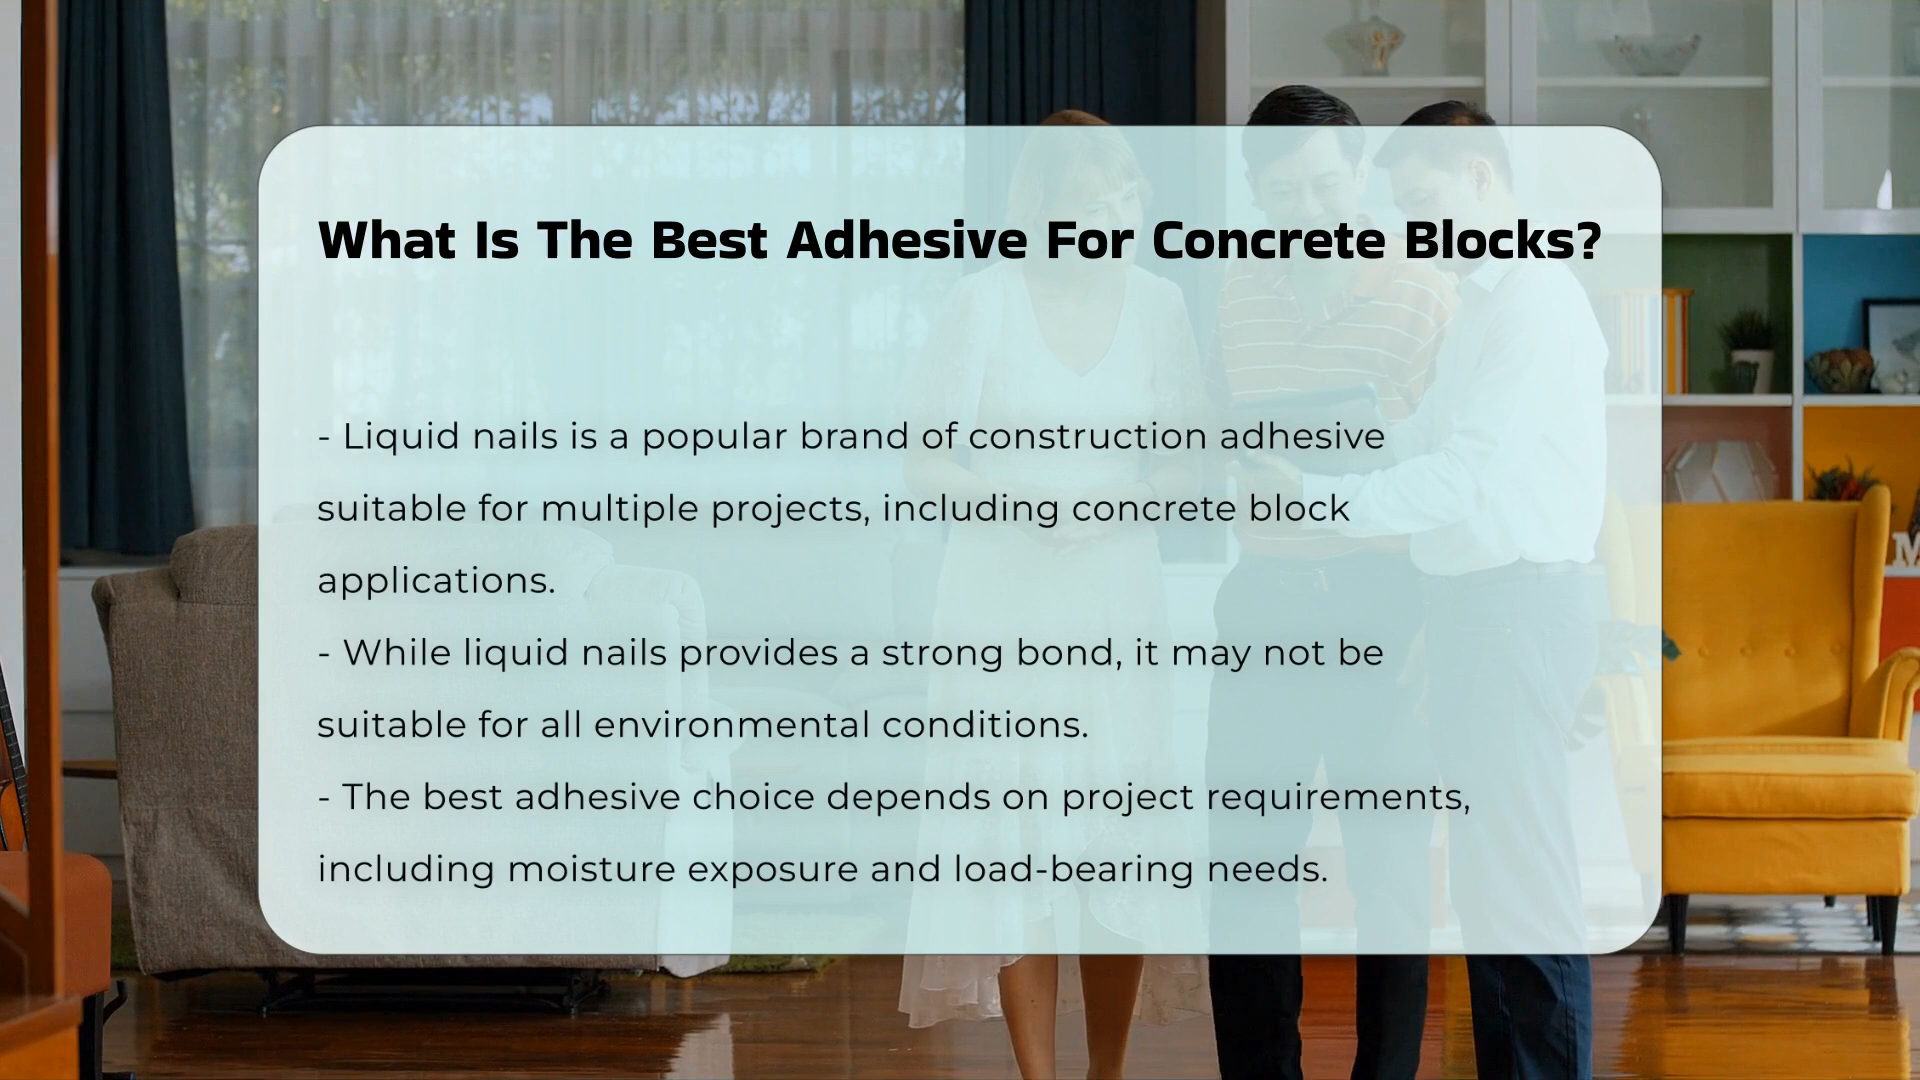 What Is The Best Adhesive For Concrete Blocks?
- Liquid nails is a popular brand of construction adhesive
suitable for multiple projects, including concrete block
applications.
- While liquid nails provides a strong bond, it may not be
suitable for all environmental conditions.
- The best adhesive choice depends on project requirements,
including moisture exposure and load-bearing needs.
M